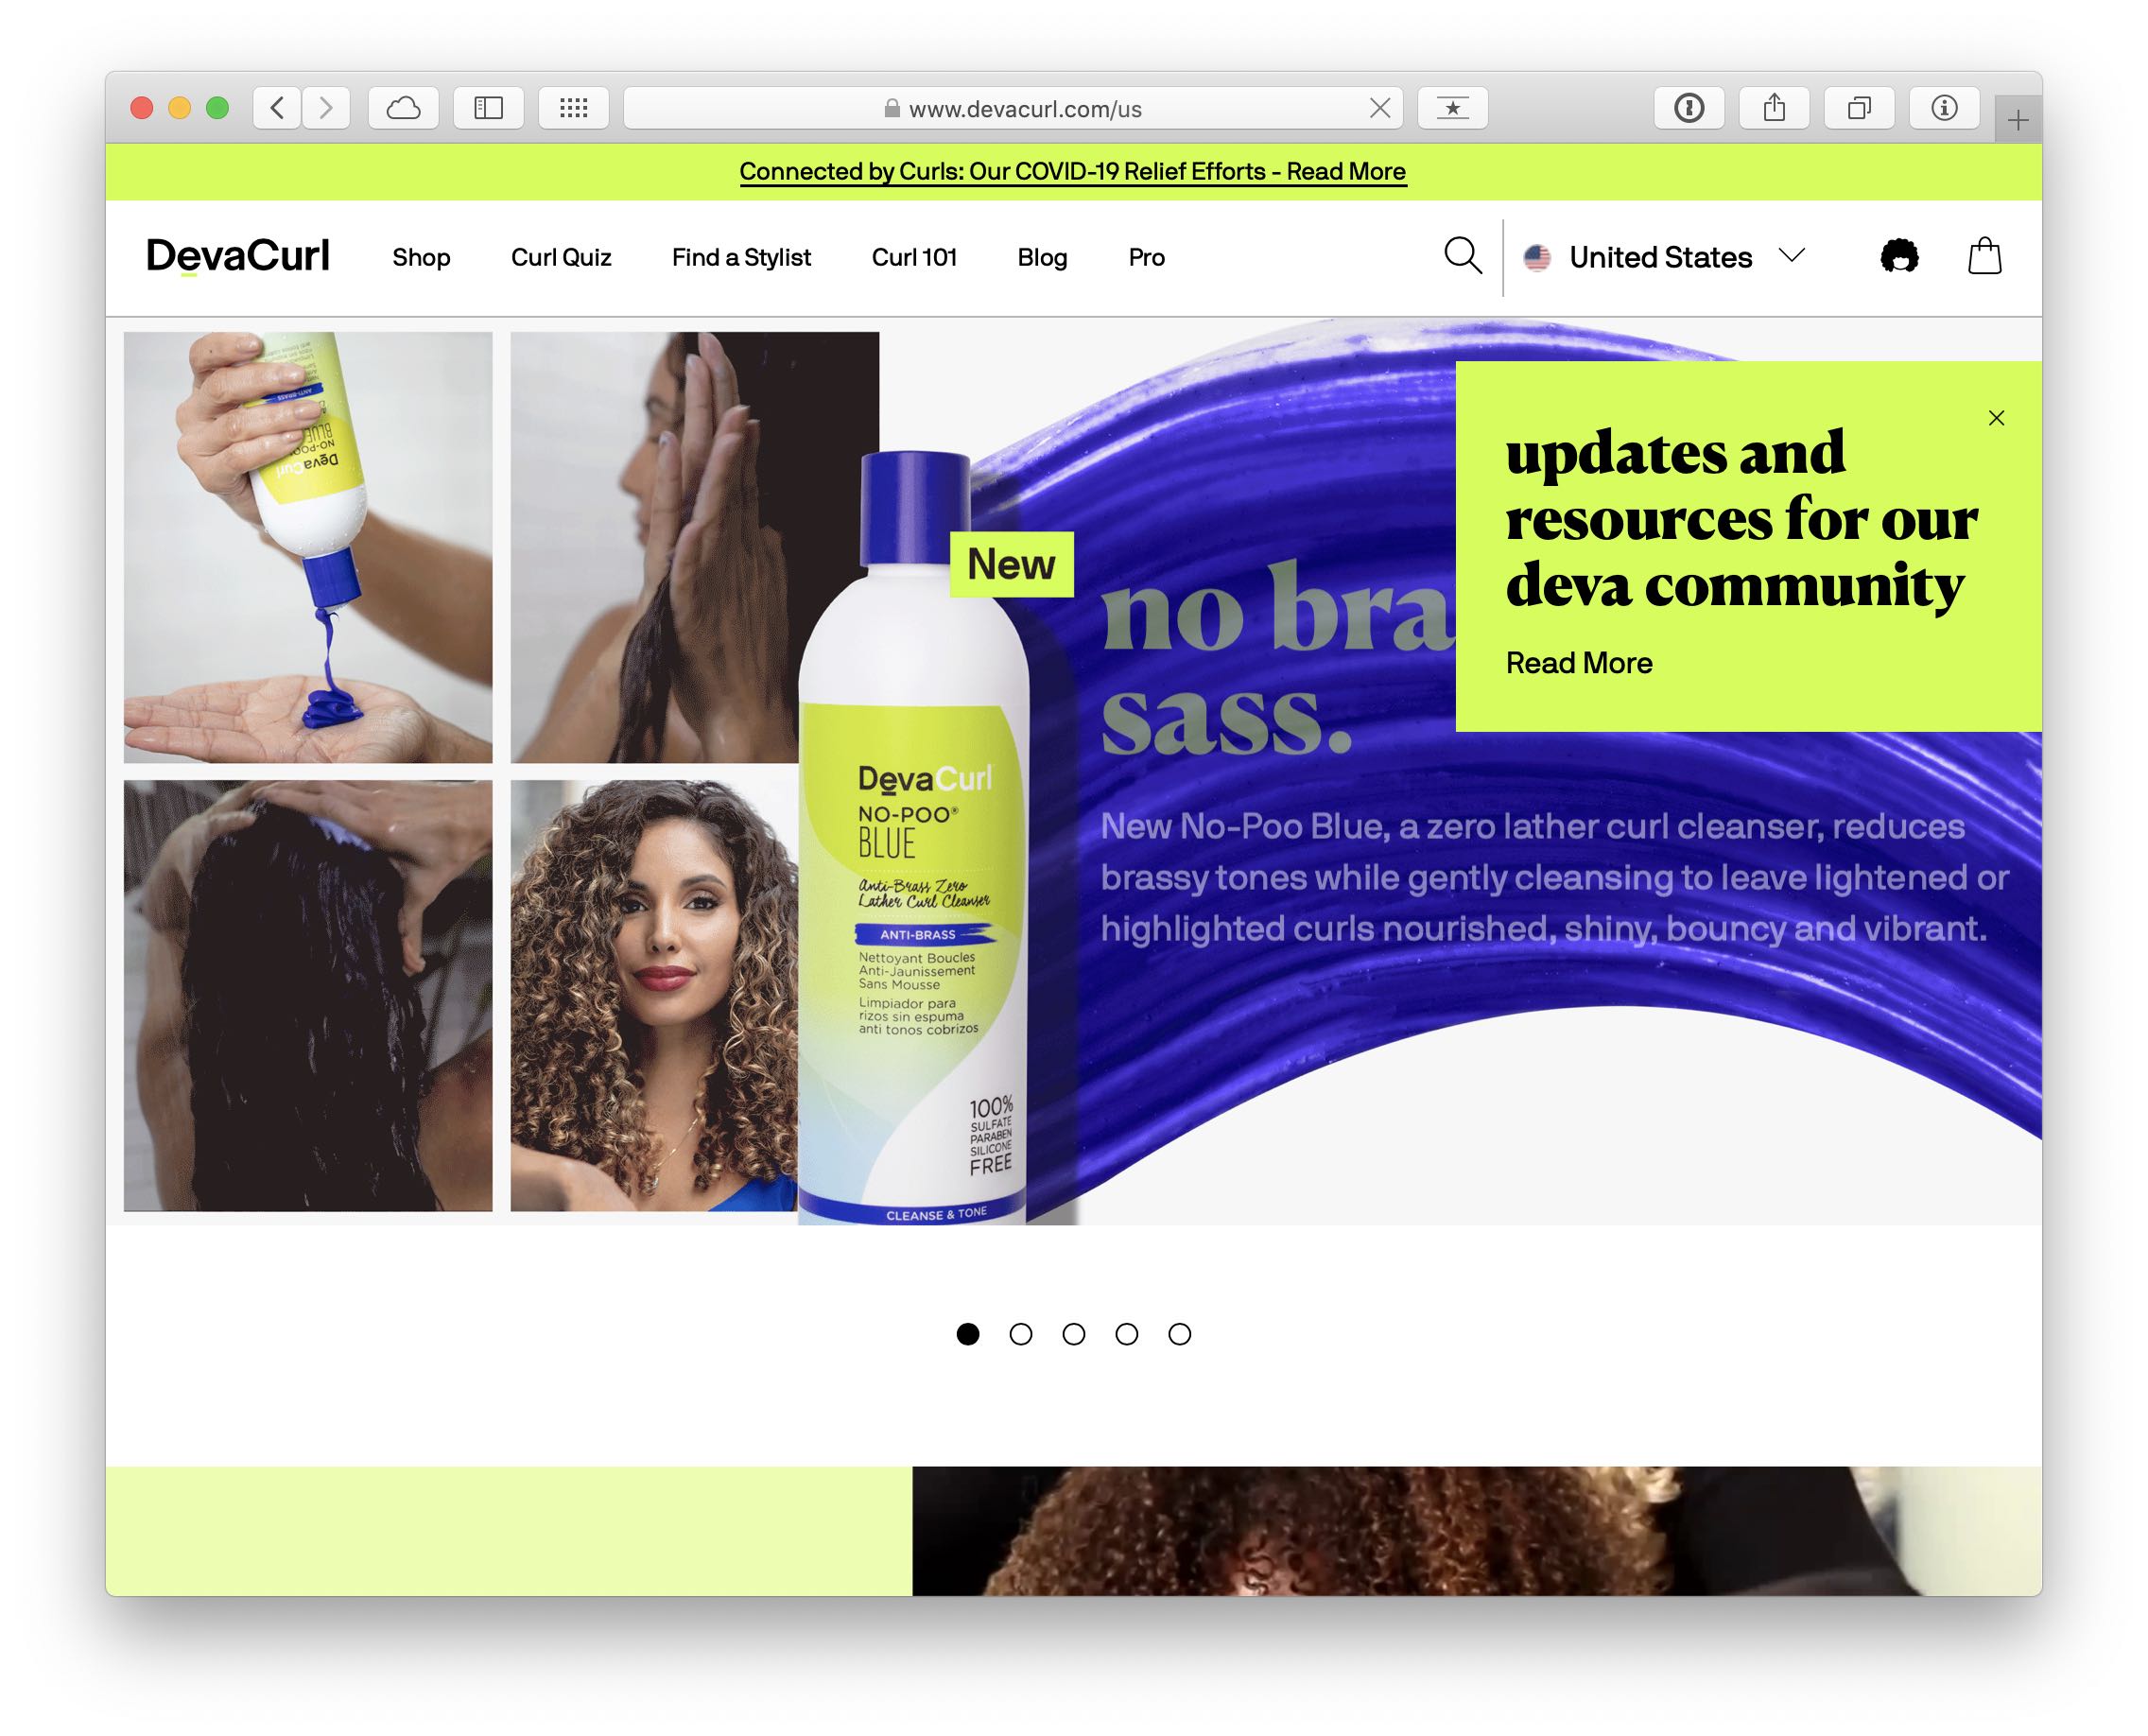 www.devacurl.com/us
Connected by Curls: Our COVID-19 Relief Efforts - Read More
DevaCurl
Shop
Curl Quiz
Find a Stylist
Curl 101
Blog
Pro
United States
BLUE
NO-POO
DevaCurl
New
no bra
sass.
New No-Poo Blue, a zero lather curl cleanser, reduces
brassy tones while gently cleansing to leave lightened or
highlighted curls nourished, shiny, bouncy and vibrant.
updates and
resources for our
deva community
Read More
DevaCurl
NO-POO®
BLUE
Anti-Brass Zero
Lather Curl Cleanser
ANTI-BRASS
Nettoyant Boucles
Anti-Jaunissement
Sans Mousse
Limpiador para
rizos sin espuma
anti tonos cobrizos
100%
SULFATE
PARABEN
SILICONE
FREE
CLEANSE & TONE